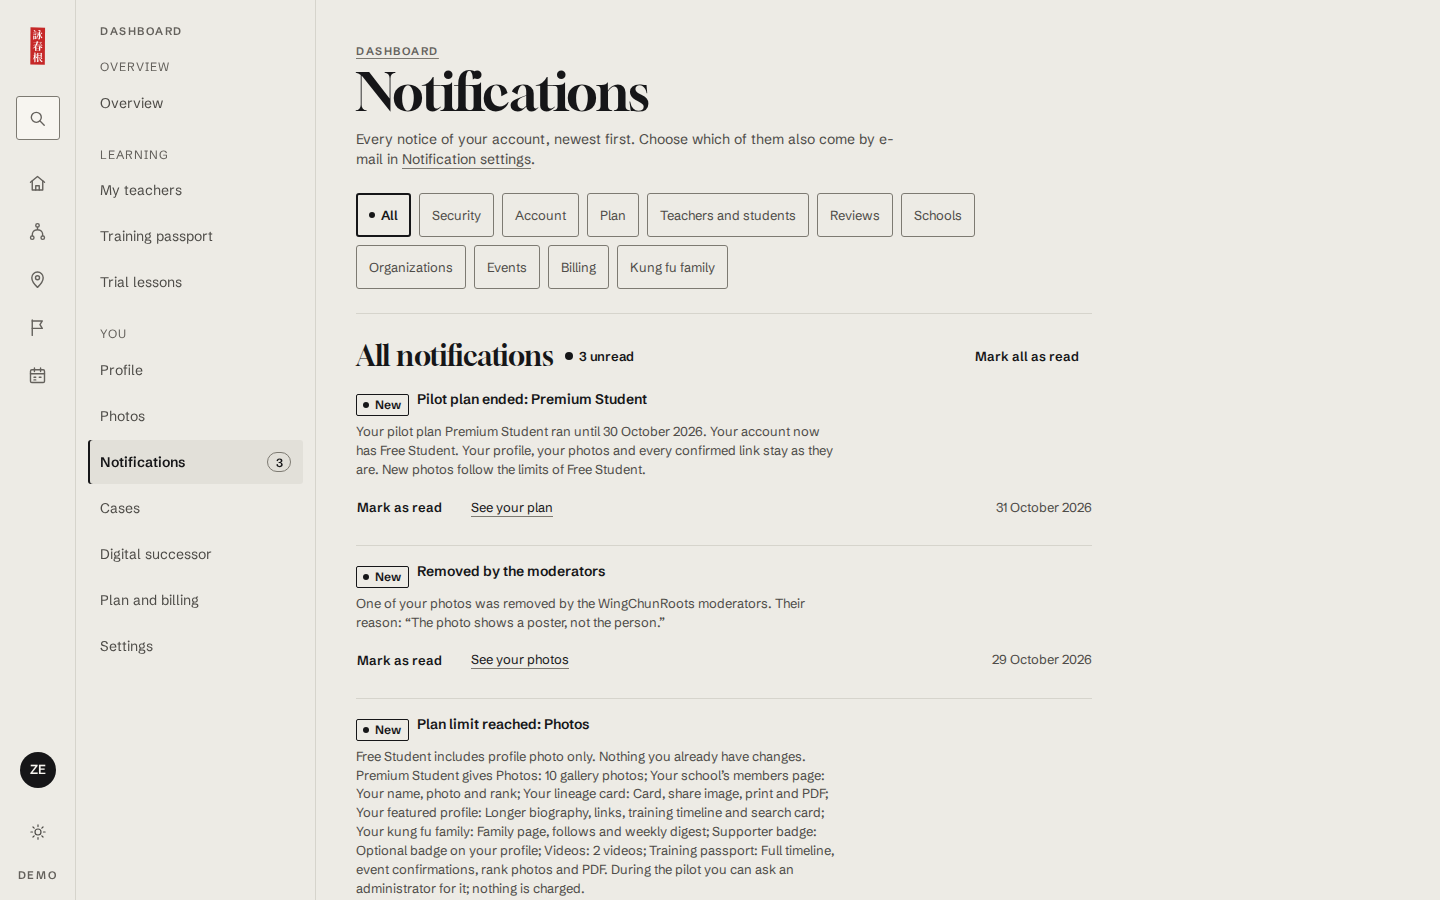 詠春根
DASHBOARD
OVERVIEW
Overview
LEARNING
My teachers
Training passport
Trial lessons
YOU
Profile
Photos
Notifications 3
Cases
Digital successor
Plan and billing
Settings
ZE
DEMO
DASHBOARD
Notifications
Every notice of your account, newest first. Choose which of them also come by e-
mail in Notification settings.
All Security Account Plan Teachers and students Reviews Schools
Organizations Events Billing Kung fu family
All notifications 3 unread Mark all as read
New Pilot plan ended: Premium Student
Your pilot plan Premium Student ran until 30 October 2026. Your account now
has Free Student. Your profile, your photos and every confirmed link stay as they
are. New photos follow the limits of Free Student.
Mark as read See your plan 31 October 2026
New Removed by the moderators
One of your photos was removed by the WingChunRoots moderators. Their
reason: “The photo shows a poster, not the person.”
Mark as read See your photos 29 October 2026
New Plan limit reached: Photos
Free Student includes profile photo only. Nothing you already have changes.
Premium Student gives Photos: 10 gallery photos; Your school’s members page:
Your name, photo and rank; Your lineage card: Card, share image, print and PDF;
Your featured profile: Longer biography, links, training timeline and search card;
Your kung fu family: Family page, follows and weekly digest; Supporter badge:
Optional badge on your profile; Videos: 2 videos; Training passport: Full timeline,
event confirmations, rank photos and PDF. During the pilot you can ask an
administrator for it; nothing is charged.